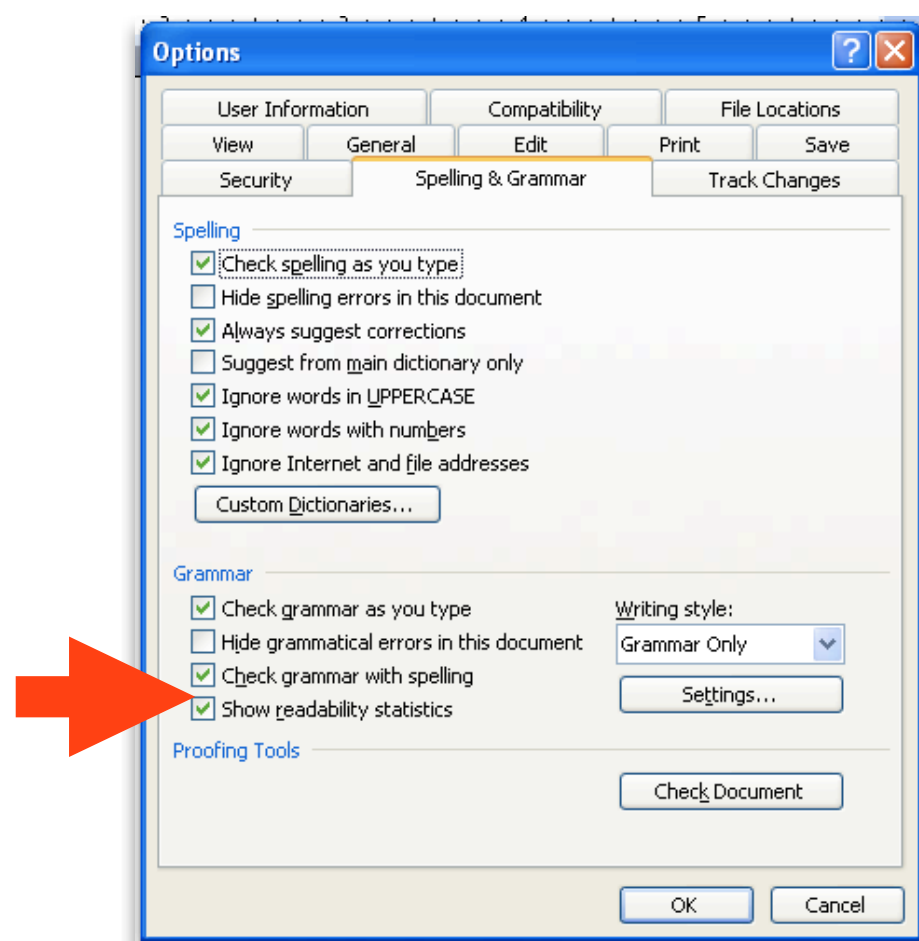 Options
User Information Compatibility File Locations
View General Edit Print Save
Security Spelling & Grammar Track Changes
Spelling
Check spelling as you type
Hide spelling errors in this document
Always suggest corrections
Suggest from main dictionary only
Ignore words in UPPERCASE
Ignore words with numbers
Ignore Internet and file addresses
Custom Dictionaries...
Grammar
Check grammar as you type Writing style:
Hide grammatical errors in this document Grammar Only
Check grammar with spelling
Show readability statistics Settings...
Proofing Tools
Check Document
OK Cancel